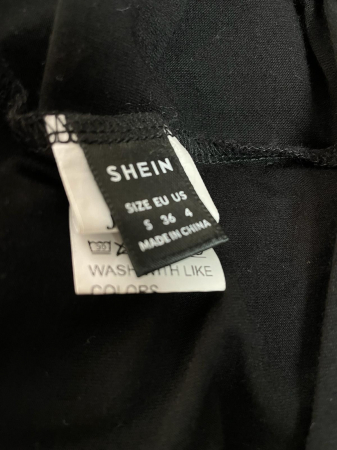 SHEIN
SIZE EU US
S 36 4
MADE IN CHINA
WASH WITH LIKE
COLORS